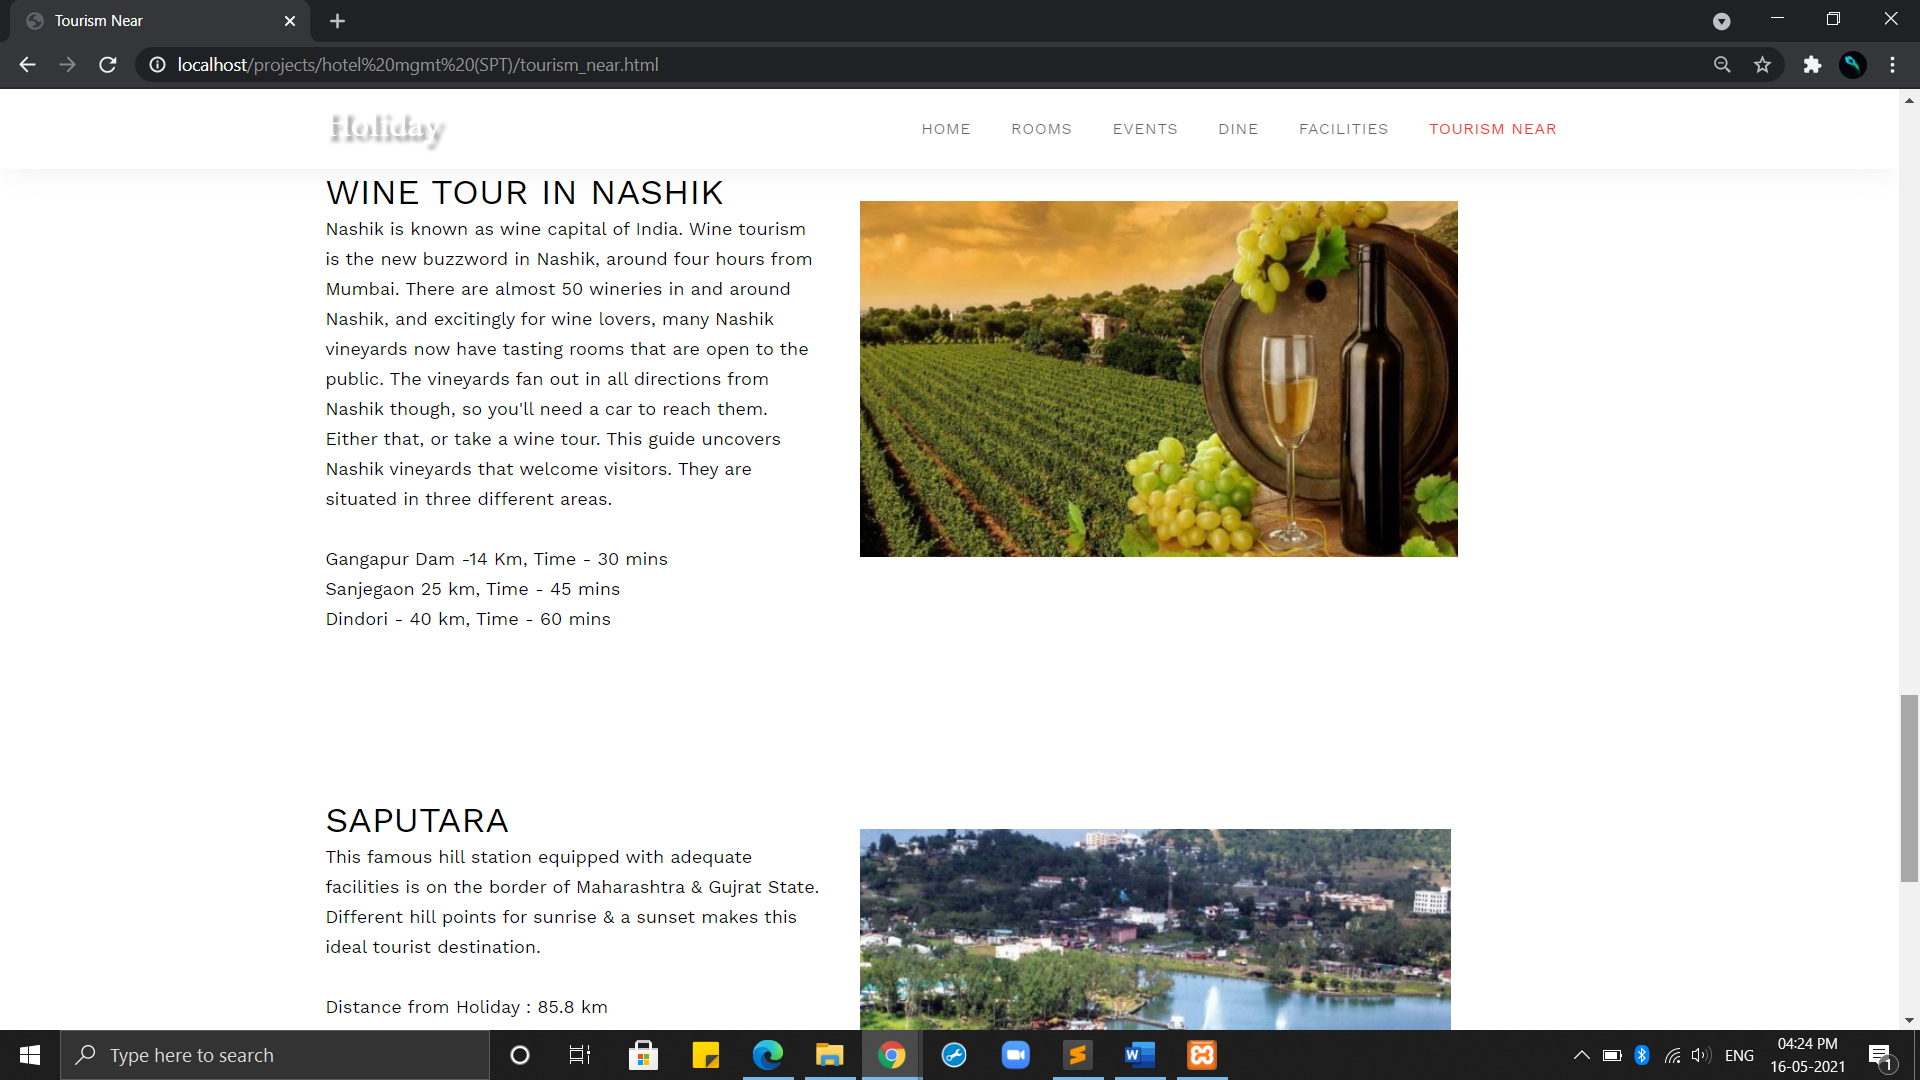 Tourism Near
localhost/projects/hotel%20mgmt%20(SPT)/tourism_near.html
Holiday
HOME
ROOMS
EVENTS
DINE
FACILITIES
TOURISM NEAR
WINE TOUR IN NASHIK
Nashik is known as wine capital of India. Wine tourism
is the new buzzword in Nashik, around four hours from
Mumbai. There are almost 50 wineries in and around
Nashik, and excitingly for wine lovers, many Nashik
vineyards now have tasting rooms that are open to the
public. The vineyards fan out in all directions from
Nashik though, so you'll need a car to reach them.
Either that, or take a wine tour. This guide uncovers
Nashik vineyards that welcome visitors. They are
situated in three different areas.
Gangapur Dam -14 Km, Time - 30 mins
Sanjegaon 25 km, Time - 45 mins
Dindori - 40 km, Time - 60 mins
SAPUTARA
This famous hill station equipped with adequate
facilities is on the border of Maharashtra & Gujrat State.
Different hill points for sunrise & a sunset makes this
ideal tourist destination.
Distance from Holiday : 85.8 km
Type here to search
ENG
04:24 PM
16-05-2021
1